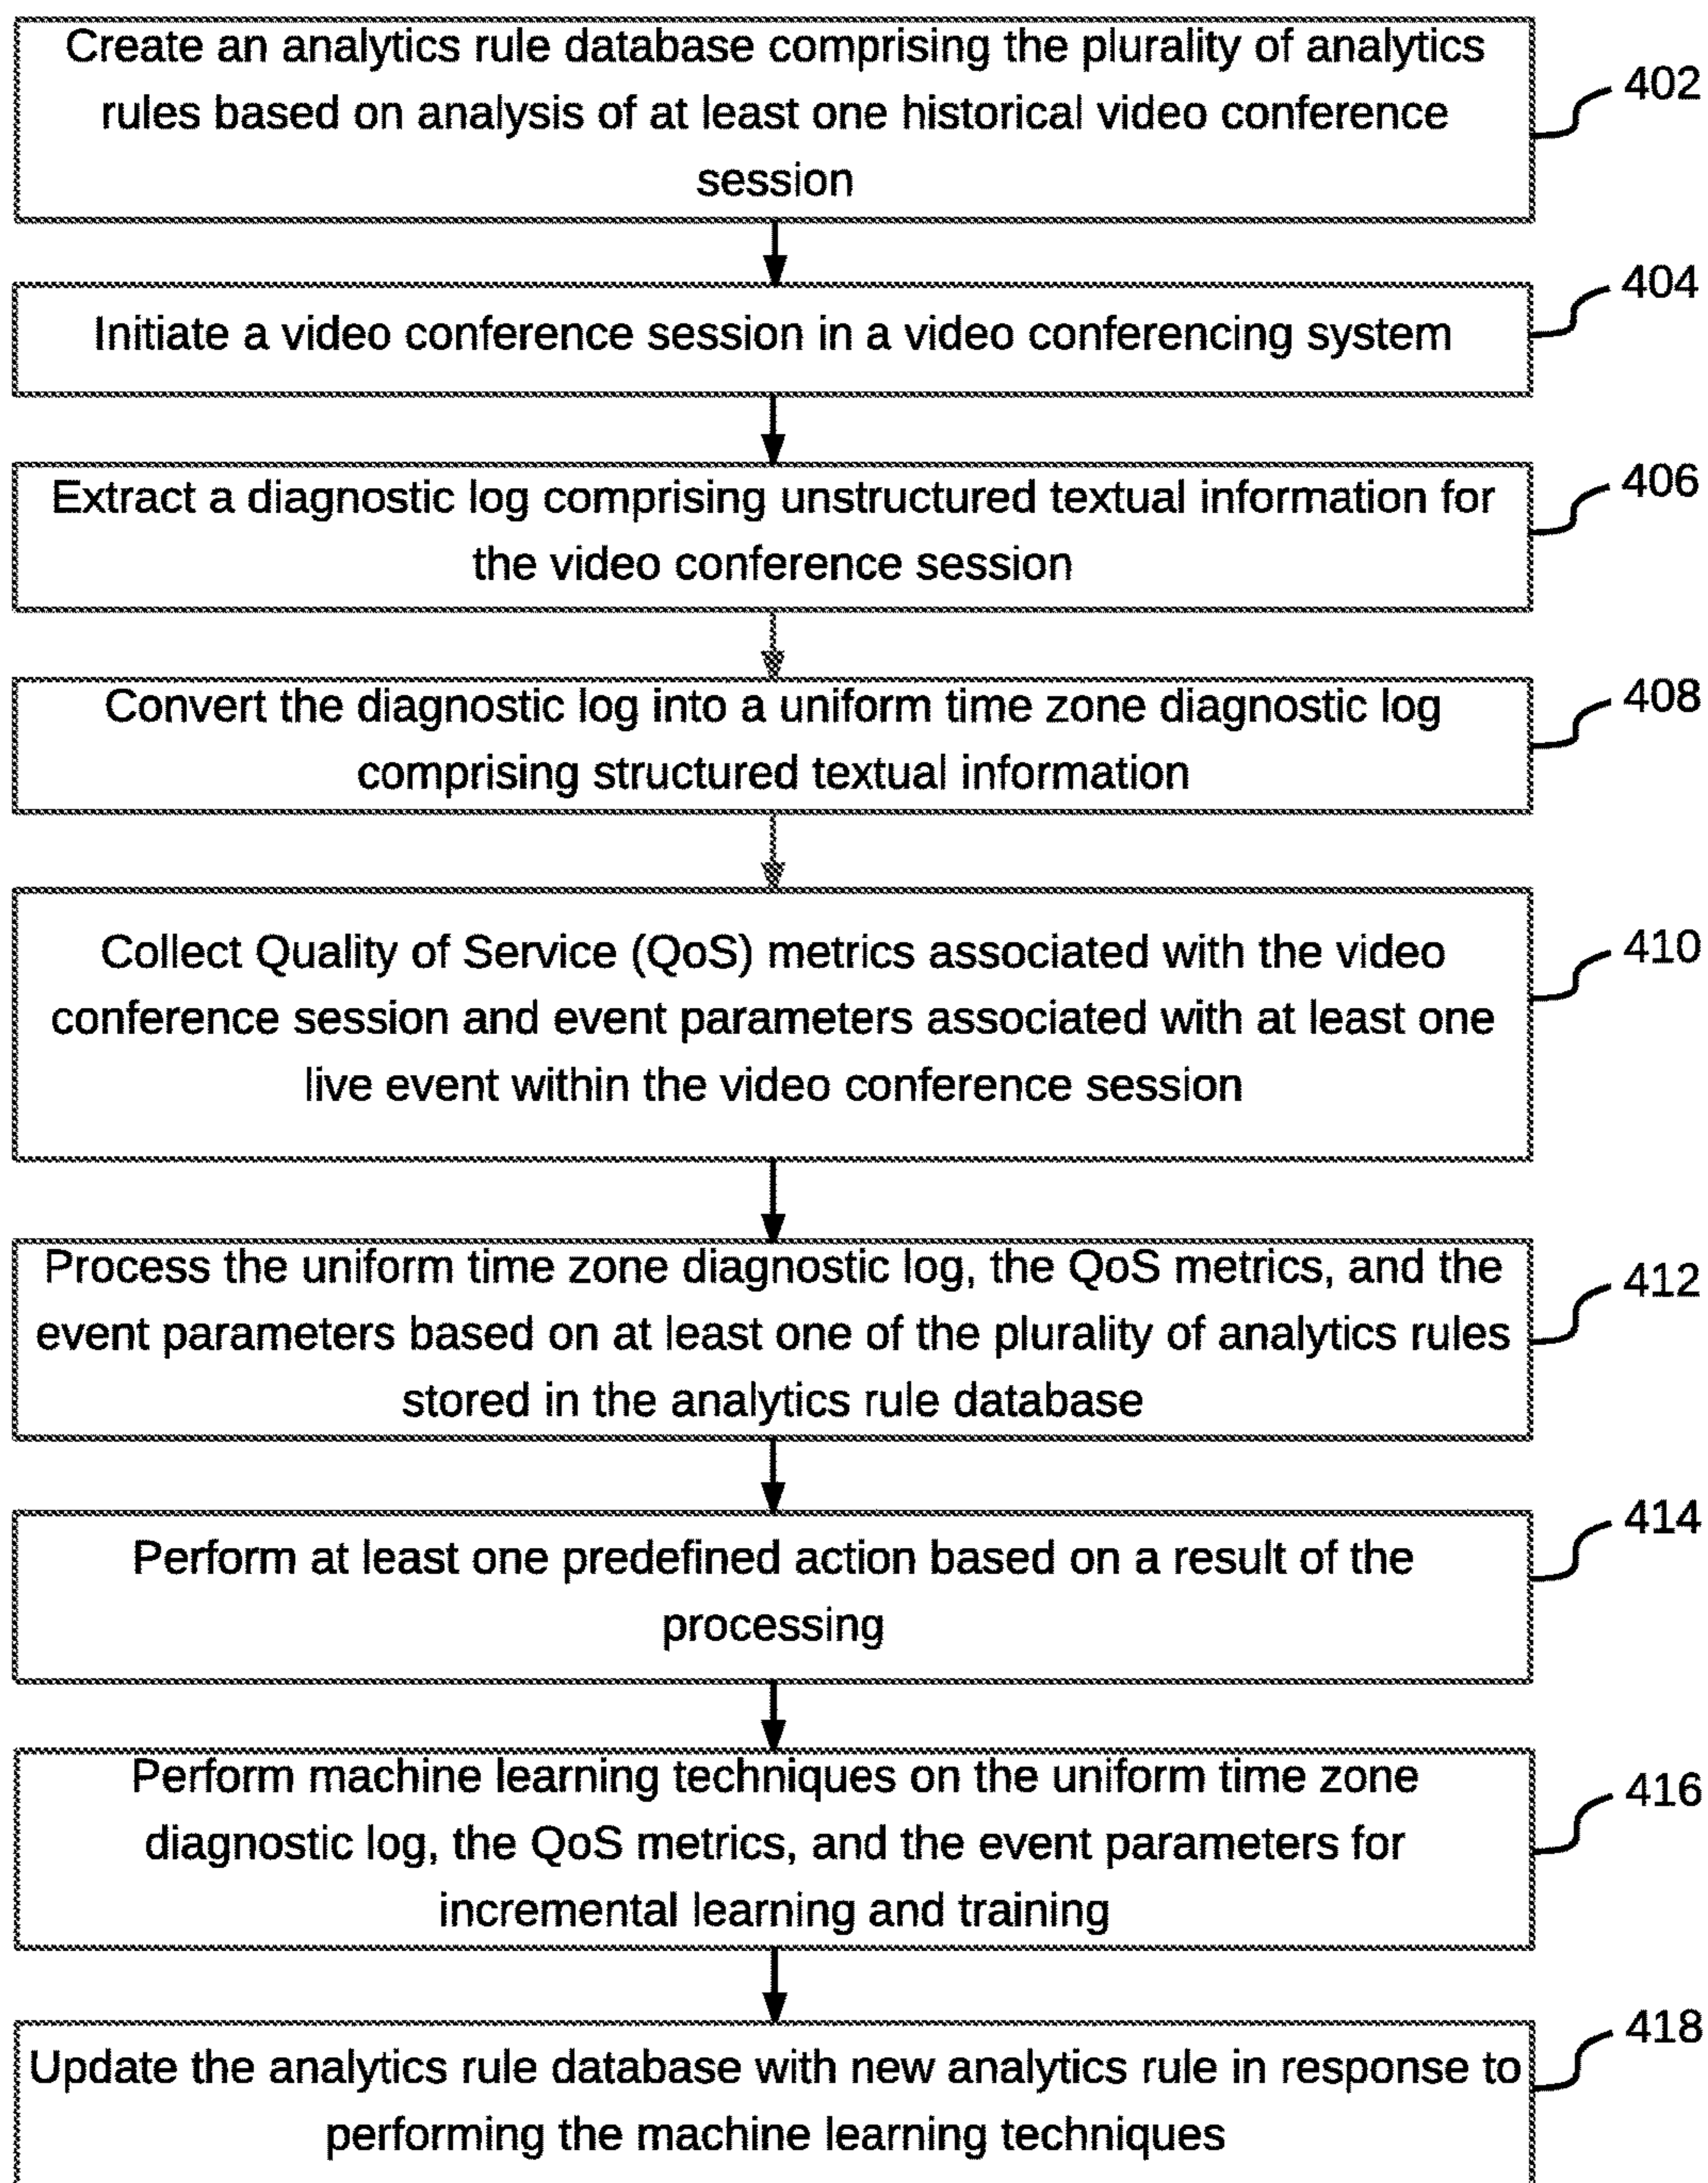 Create an analytics rule database comprising the plurality of analytics
rules based on analysis of at least one historical video conference
session
402
Initiate a video conference session in a video conferencing system
404
Extract a diagnostic log comprising unstructured textual information for
the video conference session
406
Convert the diagnostic log into a uniform time zone diagnostic log
comprising structured textual information
408
Collect Quality of Service (QoS) metrics associated with the video
conference session and event parameters associated with at least one
live event within the video conference session
410
Process the uniform time zone diagnostic log, the QoS metrics, and the
event parameters based on at least one of the plurality of analytics rules
stored in the analytics rule database
412
Perform at least one predefined action based on a result of the
processing
414
Perform machine learning techniques on the uniform time zone
diagnostic log, the QoS metrics, and the event parameters for
incremental learning and training
416
Update the analytics rule database with new analytics rule in response to
performing the machine learning techniques
418